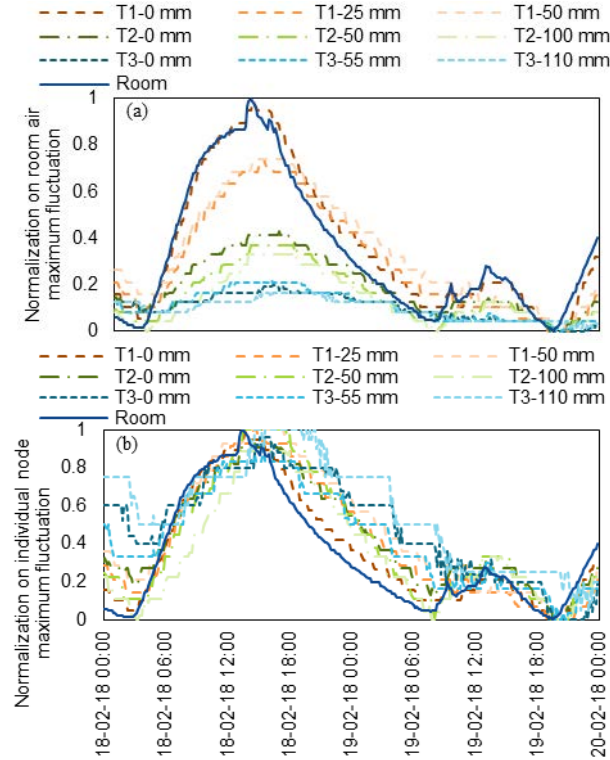 T1-0 mm T1-25 mm T1-50 mm
T2-0 mm T2-50 mm T2-100 mm
T3-0 mm T3-55 mm T3-110 mm
Room
Normalization on room air
maximum fluctuation
(a)
1
0.8
0.6
0.4
0.2
0
T1-0 mm T1-25 mm T1-50 mm
T2-0 mm T2-50 mm T2-100 mm
T3-0 mm T3-55 mm T3-110 mm
Room
Normalization on individual node
maximum fluctuation
(b)
1
0.8
0.6
0.4
0.2
0
18-02-18 00:00
18-02-18 06:00
18-02-18 12:00
18-02-18 18:00
19-02-18 00:00
19-02-18 06:00
19-02-18 12:00
19-02-18 18:00
20-02-18 00:00